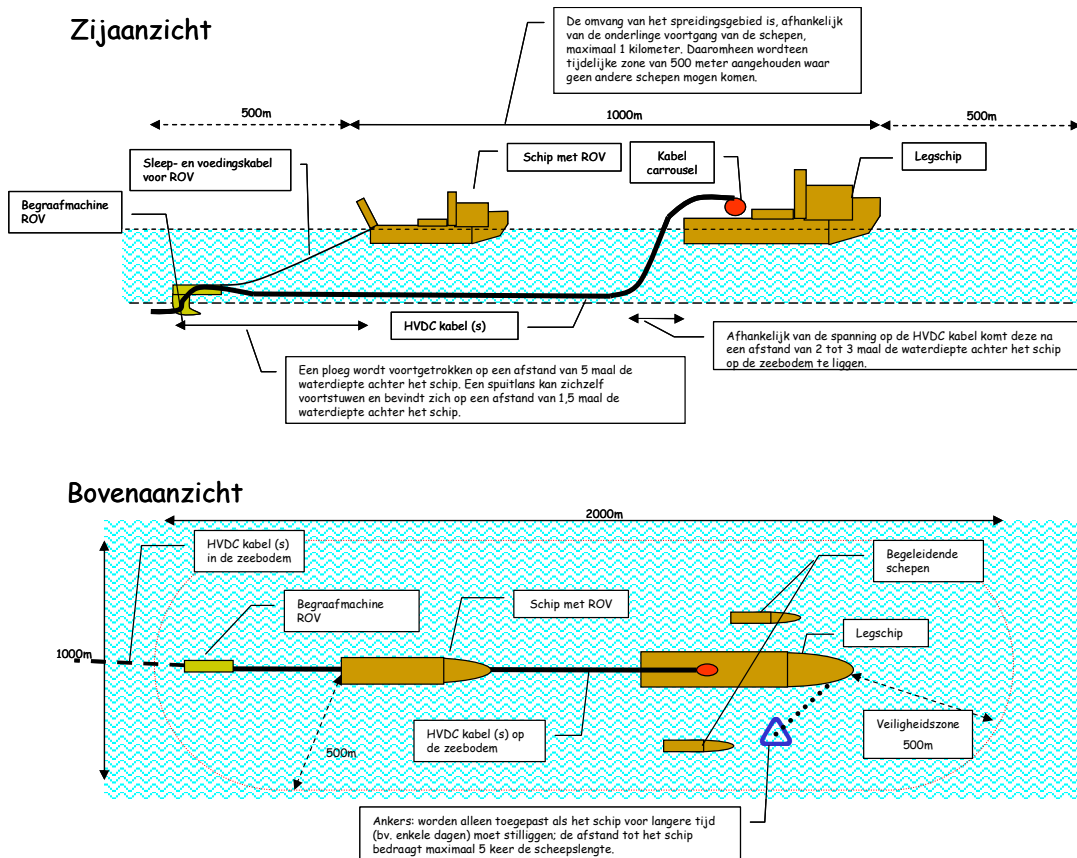 Zijaanzicht
De omvang van het spreidingsgebied is, afhankelijk
van de onderlinge voortgang van de schepen,
maximaal 1 kilometer. Daaromheen wordteen
tijdelijke zone van 500 meter aangehouden waar
geen andere schepen mogen komen.
500m
1000m
500m
Sleep- en voedingskabel
voor ROV
Schip met ROV
Kabel
carrousel
Legschip
Begraafmachine
ROV
HVDC kabel (s)
Afhankelijk van de spanning op de HVDC kabel komt deze na
een afstand van 2 tot 3 maal de waterdiepte achter het schip
op de zeebodem te liggen.
Een ploeg wordt voortgetrokken op een afstand van 5 maal de
waterdiepte achter het schip. Een spuitlans kan zichzelf
voortstuwen en bevindt zich op een afstand van 1,5 maal de
waterdiepte achter het schip.
Bovenaanzicht
2000m
HVDC kabel (s)
in de zeebodem
Begeleidende
schepen
Begraafmachine
ROV
Schip met ROV
Legschip
1000m
HVDC kabel (s) op
de zeebodem
500m
Veiligheidszone
500m
Ankers: worden alleen toegepast als het schip voor langere tijd
(bv. enkele dagen) moet stilliggen; de afstand tot het schip
bedraagt maximaal 5 keer de scheepslengte.